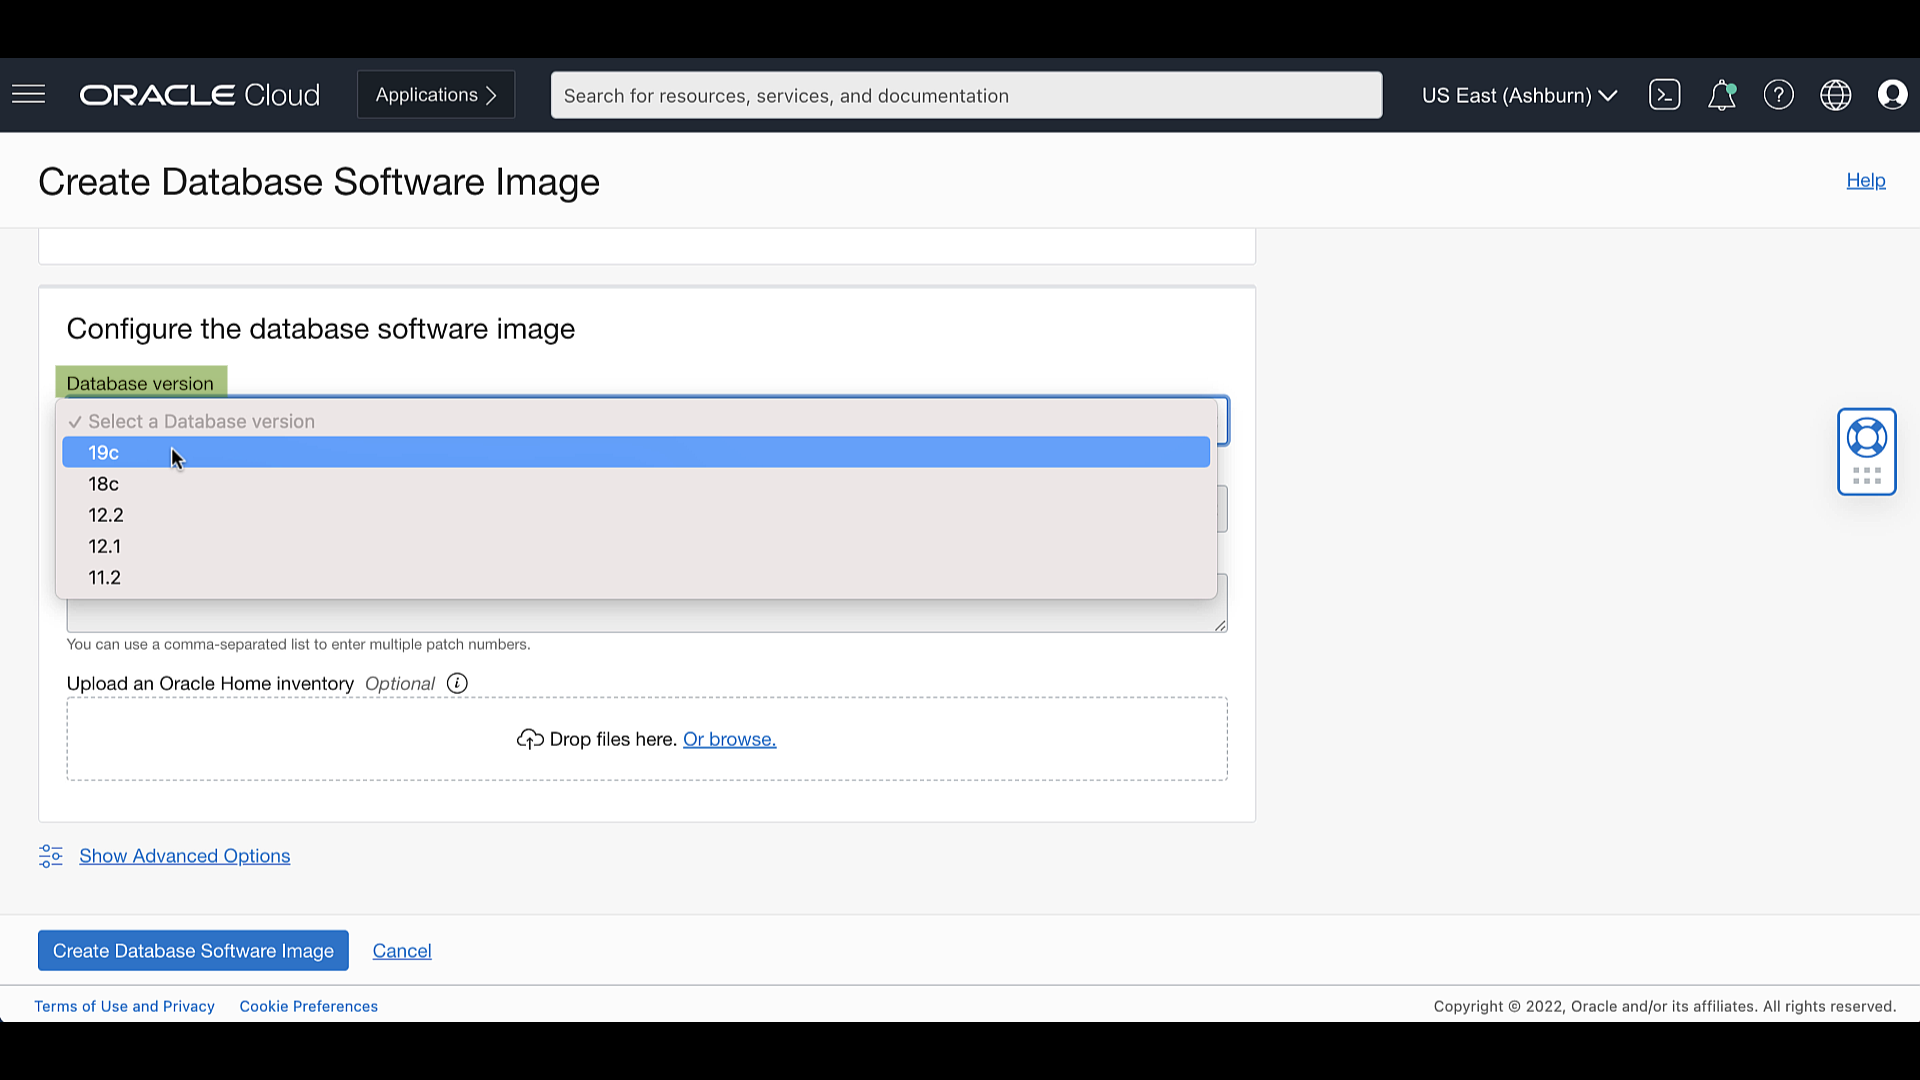 ORACLE Cloud
Applications
Search for resources, services, and documentation
US East (Ashburn)
Create Database Software Image
Help
Configure the database software image
Database version
✓ Select a Database version
19c
18c
12.2
12.1
11.2
You can use a comma-separated list to enter multiple patch numbers.
Upload an Oracle Home inventory Optional
Drop files here. Or browse.
Show Advanced Options
Create Database Software Image
Cancel
Terms of Use and Privacy
Cookie Preferences
Copyright © 2022, Oracle and/or its affiliates. All rights reserved.